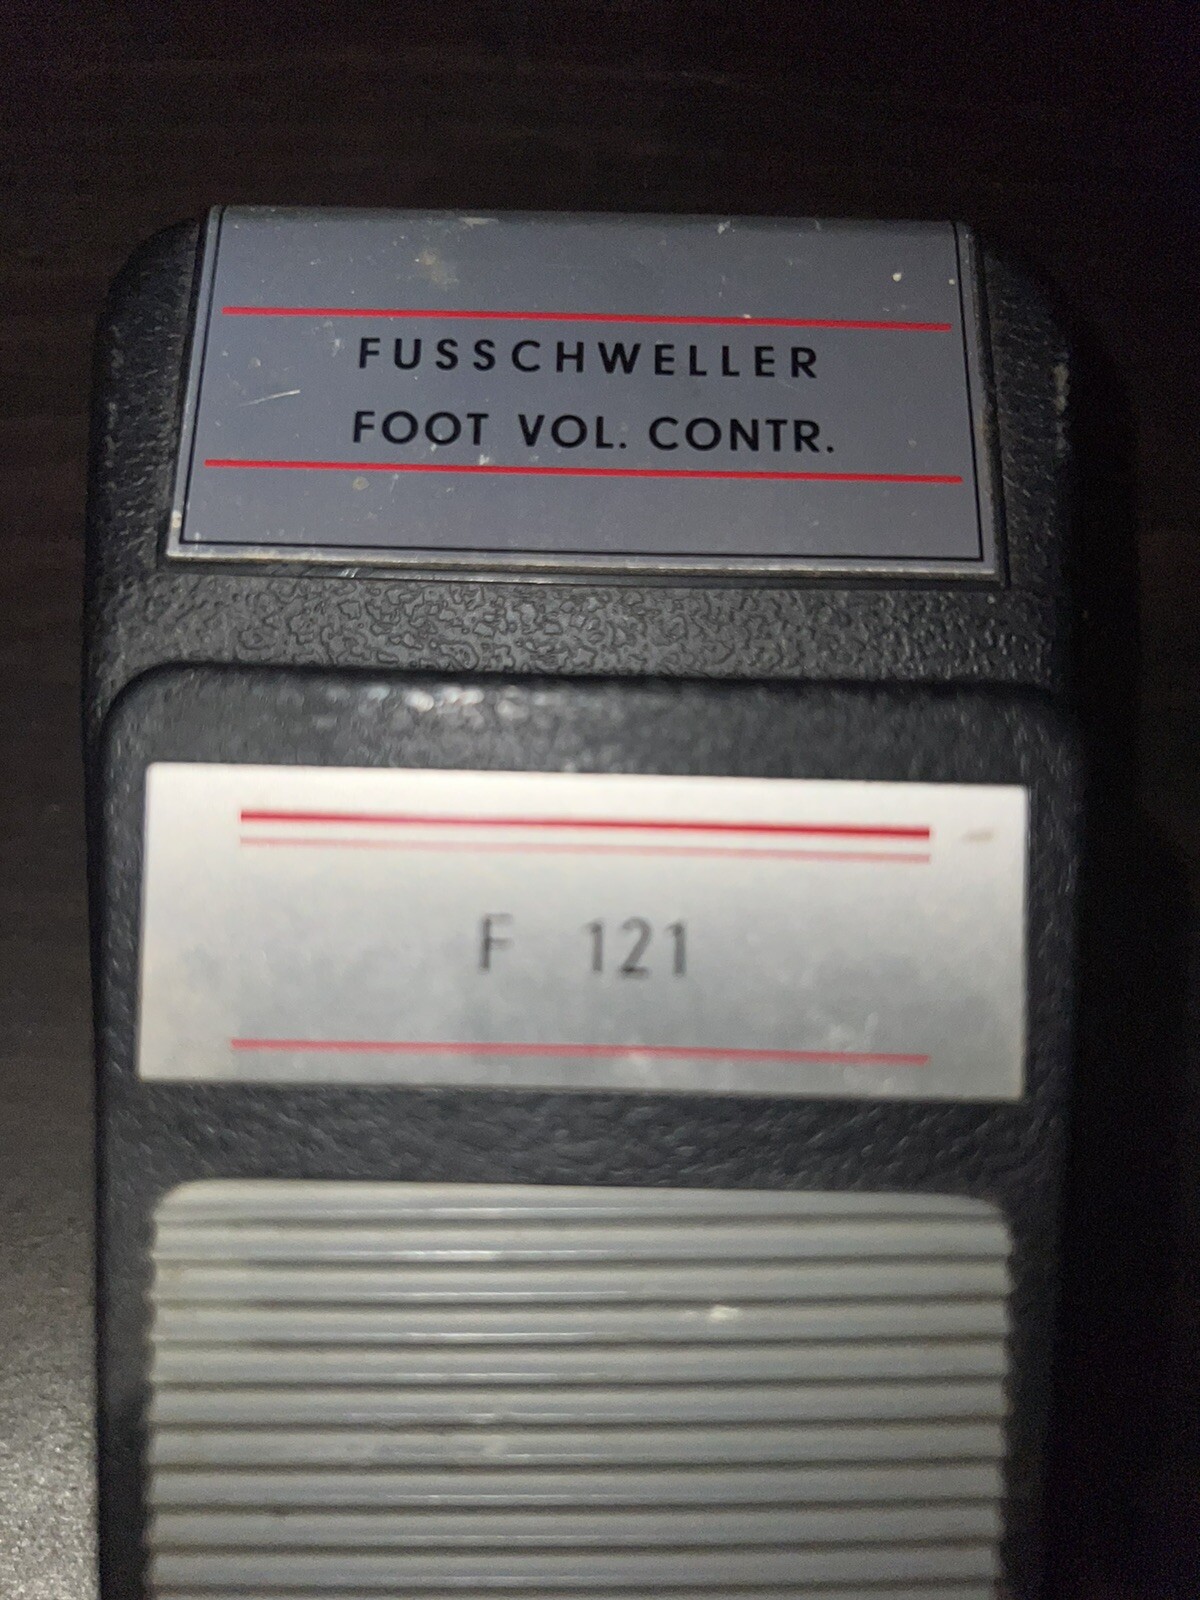 FUSSCHWELLER
FOOT VOL. CONTR.
F 121